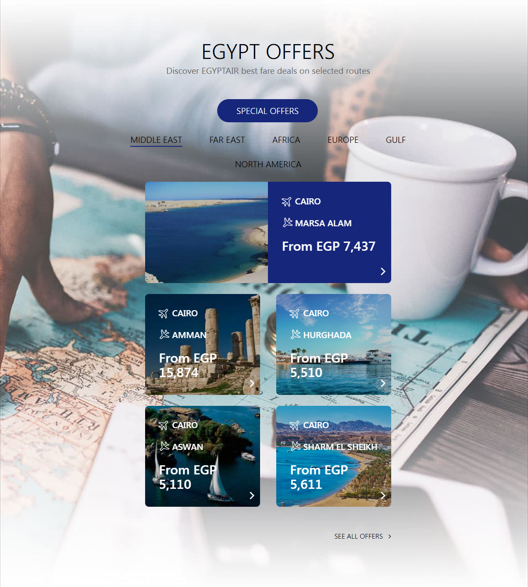 EGYPT OFFERS
Discover EGYPTAIR best fare deals on selected routes
SPECIAL OFFERS
MIDDLE EAST FAR EAST AFRICA EUROPE GULF
NORTH AMERICA
CAIRO
MARSA ALAM
From EGP 7,437
CAIRO
AMMAN
From EGP
15,874
CAIRO
HURGHADA
From EGP
5,510
CAIRO
ASWAN
From EGP
5,110
CAIRO
SHARM EL SHEIKH
From EGP
5,611
SEE ALL OFFERS